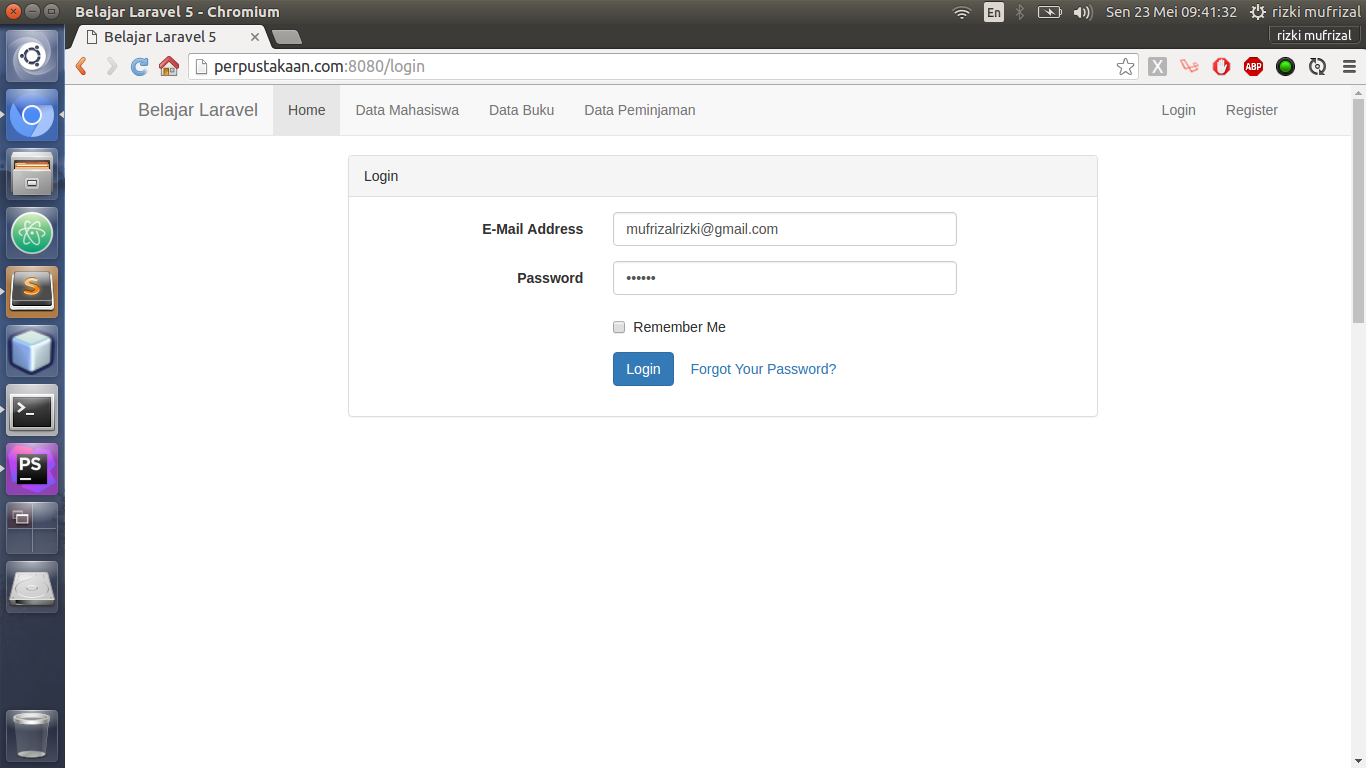 Belajar Laravel 5 - Chromium
En
Sen 23 Mei 09:41:32
rizki mufrizal
Belajar Laravel 5
rizki mufrizal
perpustakaan.com:8080/login
X
ABP
Belajar Laravel
Home
Data Mahasiswa
Data Buku
Data Peminjaman
Login
Register
Login
E-Mail Address
mufrizalrizki@gmail.com
Password
••••••
Remember Me
Login
Forgot Your Password?
S
>_
PS